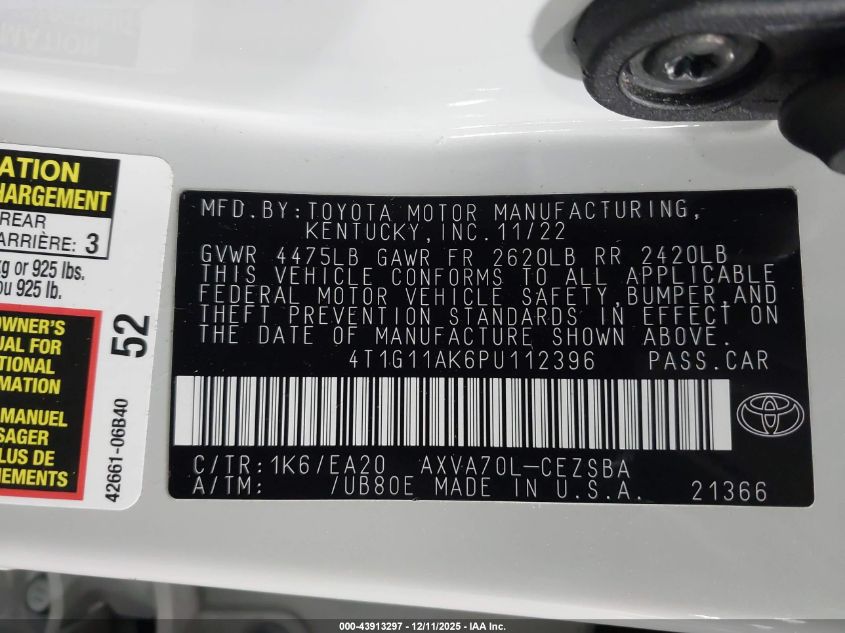 ATION
HARGEMENT
REAR
ARRIÈRE: 3
kg or 925 lbs.
ou 925 lb.
OWNER'S
UAL FOR
TIONAL
MATION
MANUEL
SAGER
PLUS DE
NEMENTS
52
42661-06B40
MFD.BY:TOYOTA MOTOR MANUFACTURING,
KENTUCKY,INC.11/22
GVWR 4475LB GAWR FR 2620LB RR 2420LB
THIS VEHICLE CONFORMS TO ALL APPLICABLE
FEDERAL MOTOR VEHICLE SAFETY,BUMPER,AND
THEFT PREVENTION STANDARDS IN EFFECT ON
THE DATE OF MANUFACTURE SHOWN ABOVE.
4T1G11AK6PU112396 PASS.CAR
C/TR:1K6/EA20 AXVA70L-CEZSBA
A/TM: /UB80E MADE IN U.S.A. 21366
000-43913297 - 12/11/2025 - IAA Inc.